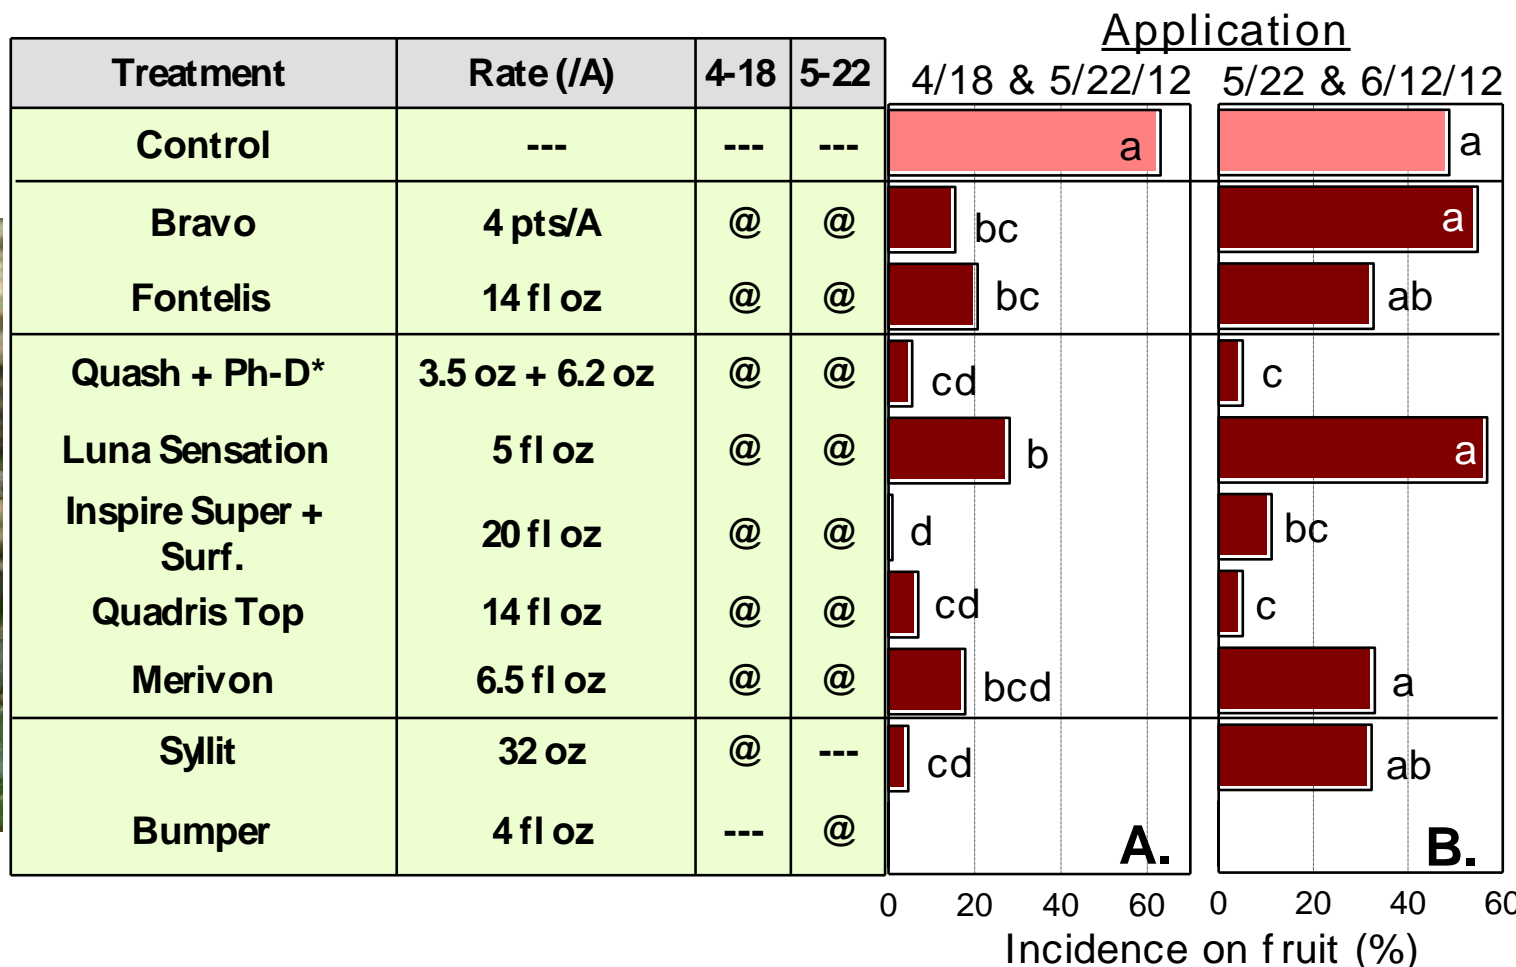 Application
Treatment Rate (/A) 4-18 5-22 4/18 & 5/22/12 5/22 & 6/12/12
Control --- --- --- a a
Bravo 4 pts/A @ @ bc a
Fontelis 14 fl oz @ @ bc ab
Quash + Ph-D* 3.5 oz + 6.2 oz @ @ cd c
Luna Sensation 5 fl oz @ @ b a
Inspire Super +
Surf. 20 fl oz @ @ d bc
Quadris Top 14 fl oz @ @ cd c
Merivon 6.5 fl oz @ @ bcd a
Syllit 32 oz @ --- cd ab
Bumper 4 fl oz --- @ A. B.
0 20 40 60 0 20 40 60
Incidence on fruit (%)